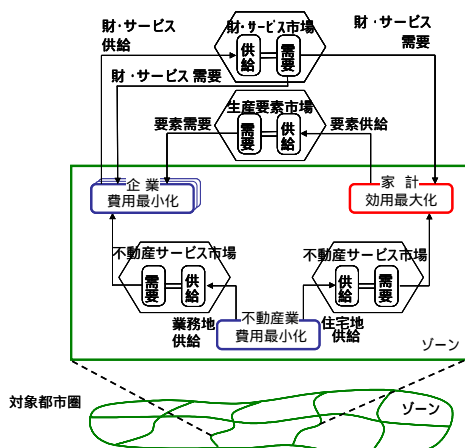 財・サービス
供給
財・サービス市場
供給
需要
財・サービス
需要
財・サービス 需要
生産要素市場
需要
供給
要素需要
要素供給
企 業
費用最小化
家 計
効用最大化
不動産サービス市場
需要
供給
不動産サービス市場
供給
需要
業務地
供給
不動産業
費用最小化
住宅地
供給
ゾーン
対象都市圏
ゾーン